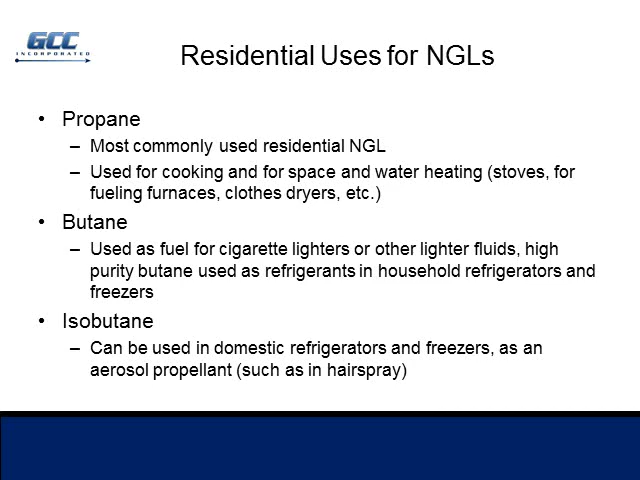 GCC
INCORPORATED
Residential Uses for NGLs
• Propane
– Most commonly used residential NGL
– Used for cooking and for space and water heating (stoves, for
fueling furnaces, clothes dryers, etc.)
• Butane
– Used as fuel for cigarette lighters or other lighter fluids, high
purity butane used as refrigerants in household refrigerators and
freezers
• Isobutane
– Can be used in domestic refrigerators and freezers, as an
aerosol propellant (such as in hairspray)